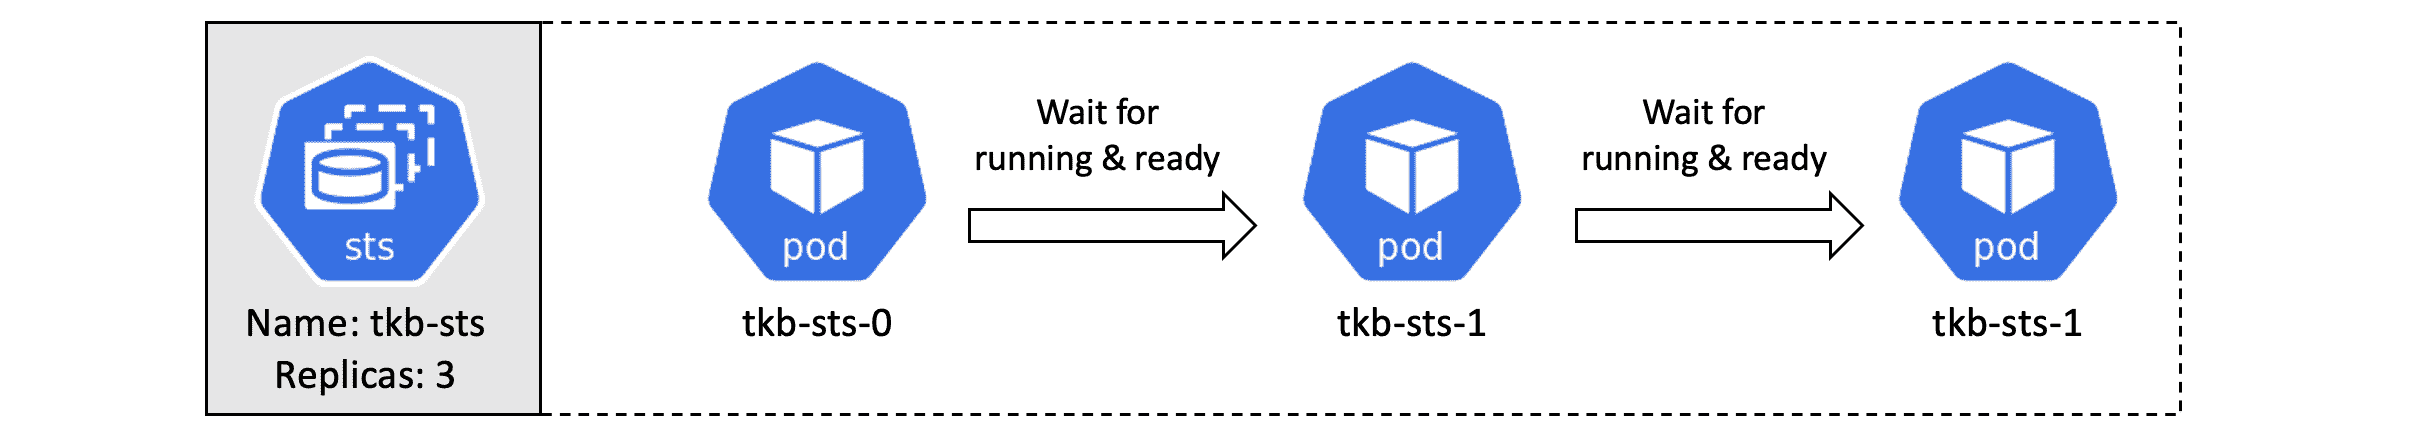 sts
Name: tkb-sts
Replicas: 3
pod
tkb-sts-0
Wait for
running & ready
pod
tkb-sts-1
Wait for
running & ready
pod
tkb-sts-1